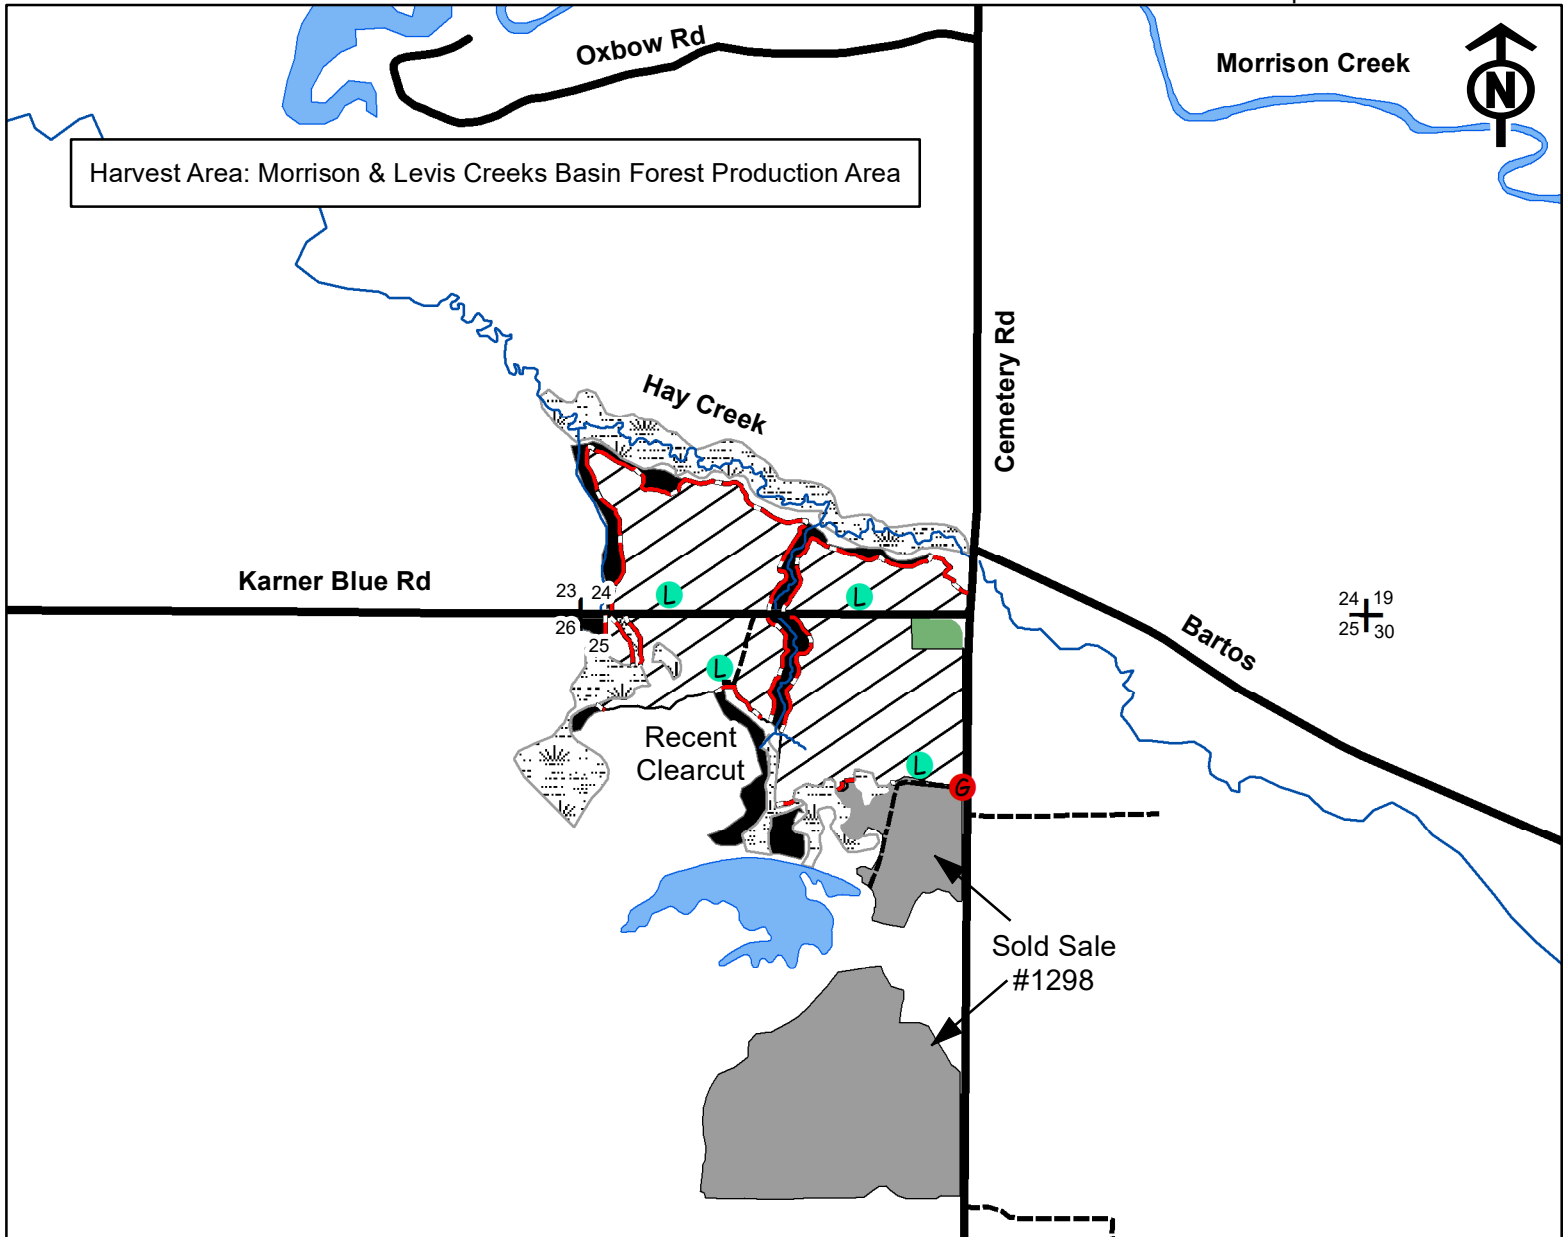 Oxbow Rd
Morrison Creek
N
Harvest Area: Morrison & Levis Creeks Basin Forest Production Area
Cemetery Rd
Hay Creek
Karner Blue Rd
23 24
26
25
L
L
24 19
25 30
Bartos
L
Recent
Clearcut
L
G
Sold Sale
#1298